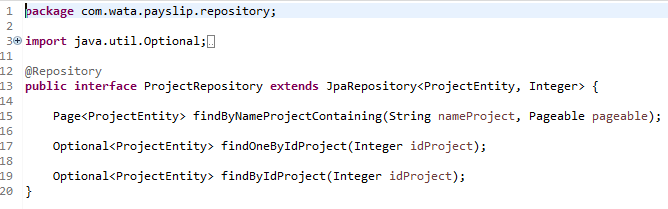 1 package com.wata.payslip.repository;
2
3 import java.util.Optional;
11
12 @Repository
13 public interface ProjectRepository extends JpaRepository<ProjectEntity, Integer> {
14
15 Page<ProjectEntity> findByNameProjectContaining(String nameProject, Pageable pageable);
16
17 Optional<ProjectEntity> findOneByIdProject(Integer idProject);
18
19 Optional<ProjectEntity> findByIdProject(Integer idProject);
20 }